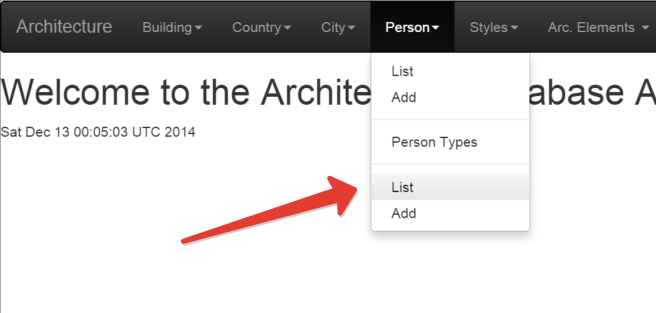 Architecture Building Country City Person Styles Arc. Elements
List
Add
Person Types
List
Add
Welcome to the Archite abase A
Sat Dec 13 00:05:03 UTC 2014